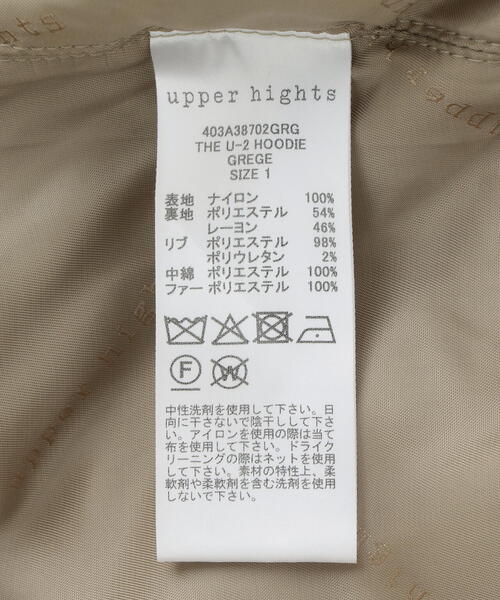 upper hights
403A38702GRG
THE U-2 HOODIE
GREGE
SIZE 1
表地 ナイロン 100%
裏地 ポリエステル 54%
レーヨン 46%
リブ ポリエステル 98%
ポリウレタン 2%
中綿 ポリエステル 100%
ファー ポリエステル 100%
F W
中性洗剤を使用して下さい。日
向に干さないで陰干しして下さ
い。アイロンを使用の際は当て
布を使用して下さい。ドライク
リーニングの際はネットを使用し
て下さい。素材の特性上、柔
軟剤や柔軟剤を含む洗剤を使用
しないで下さい。